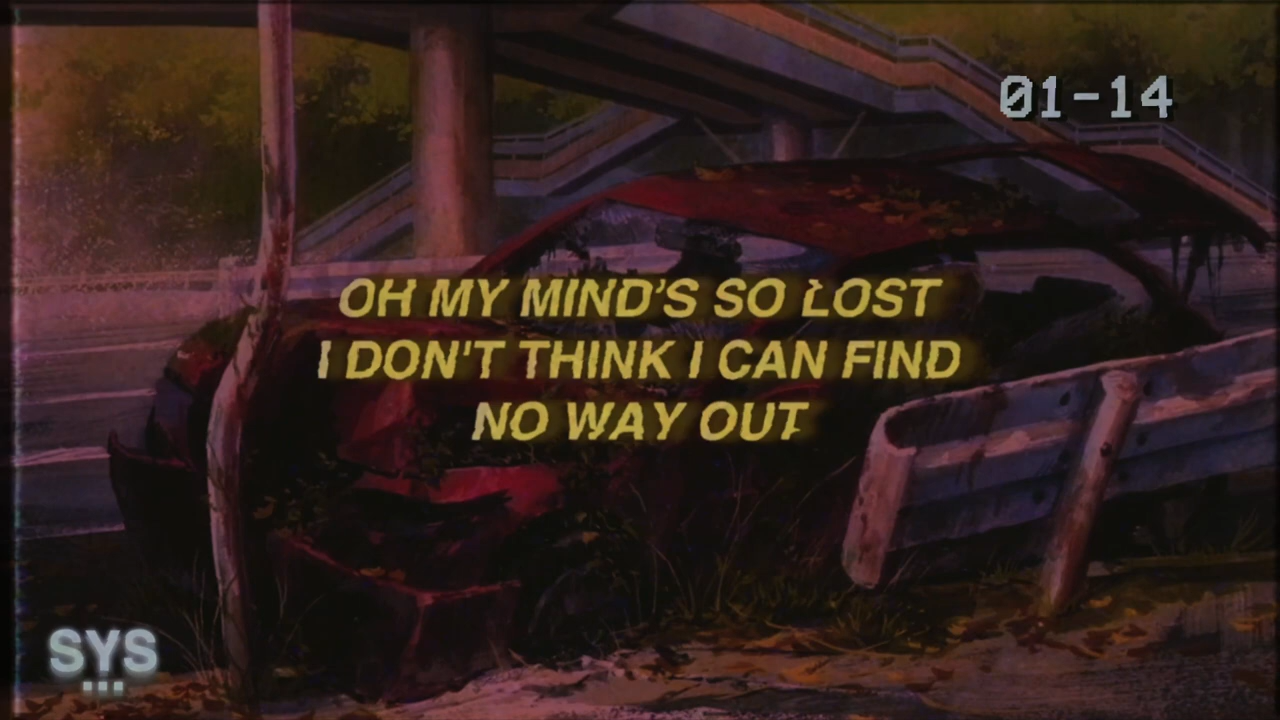 01-14
OH MY MIND'S SO LOST
I DON'T THINK I CAN FIND
NO WAY OUT
SYS